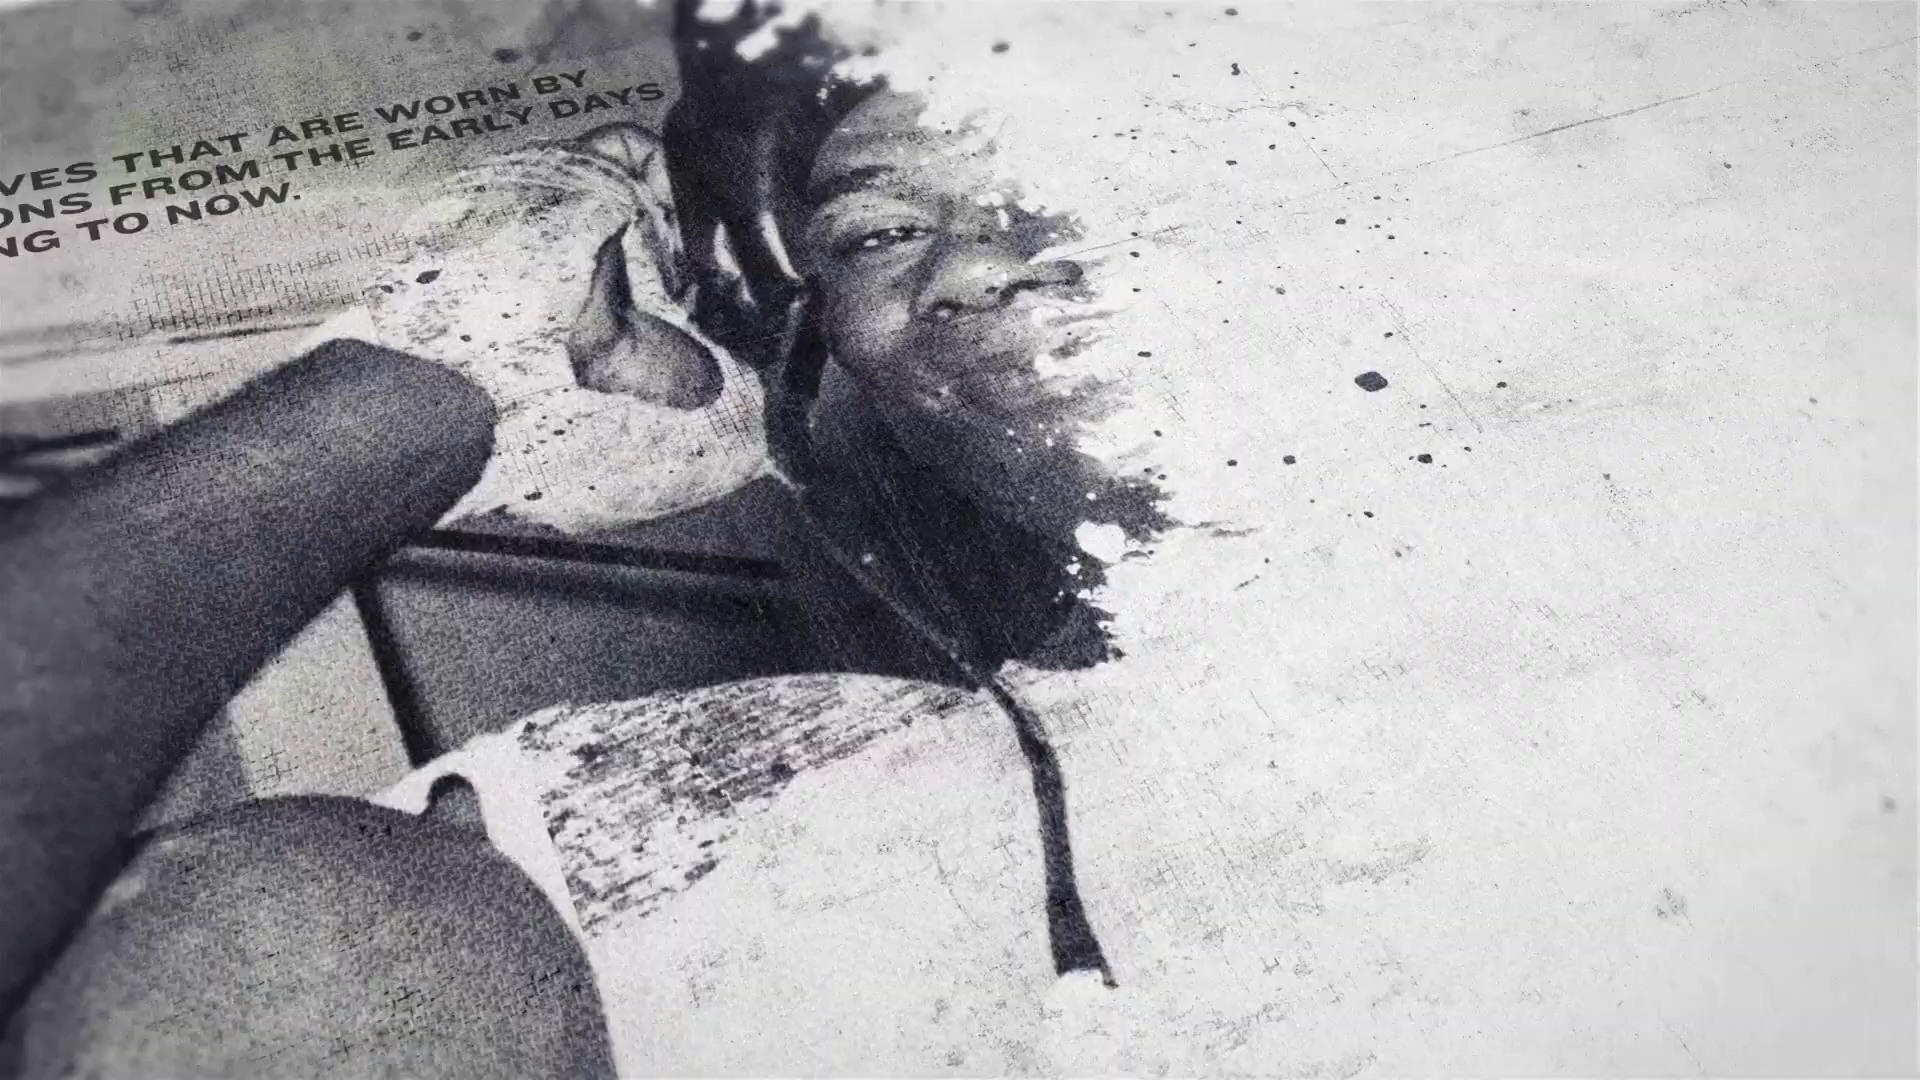 VES THAT ARE WORN BY
ONS FROM THE EARLY DAYS
NG TO NOW.